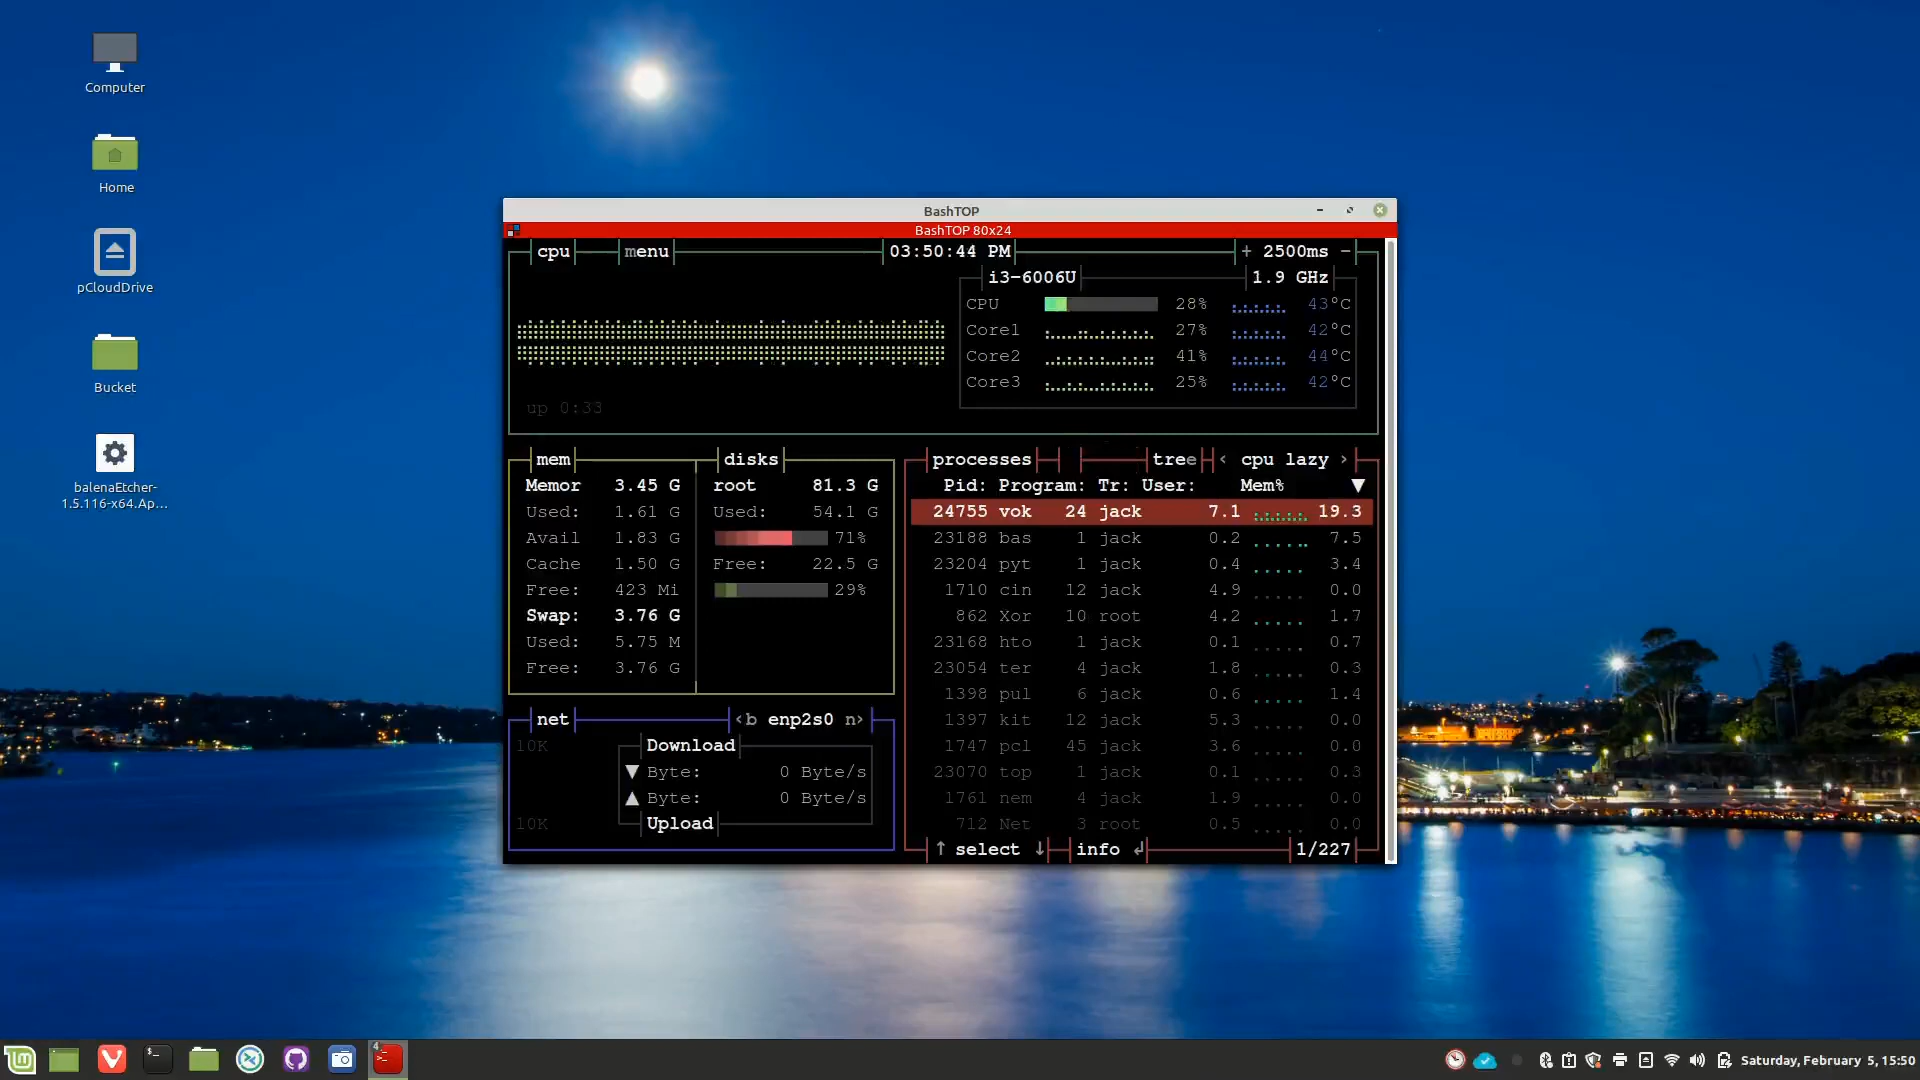 Computer
Home
pCloudDrive
Bucket
balenaEtcher-
1.5.116-x64.Ap...
BashTOP
BashTOP 80x24
cpu menu 03:50:44 PM + 2500ms -
i3-6006U 1.9 GHz
CPU 28% 43°C
Core1 27% 42°C
Core2 41% 44°C
Core3 25% 42°C
up 0:33
mem disks
Memor 3.45 G root 81.3 G
Used: 1.61 G Used: 54.1 G
Avail 1.83 G 71%
Cache 1.50 G Free: 22.5 G
Free: 423 Mi 29%
Swap: 3.76 G
Used: 5.75 M
Free: 3.76 G
net ‹b enp2s0 n›
10K Download
▼ Byte: 0 Byte/s
▲ Byte: 0 Byte/s
10K Upload
processes tree ‹ cpu lazy ›
Pid: Program: Tr: User: Mem% ▼
24755 vok 24 jack 7.1 19.3
23188 bas 1 jack 0.2 7.5
23204 pyt 1 jack 0.4 3.4
1710 cin 12 jack 4.9 0.0
862 Xor 10 root 4.2 1.7
23168 hto 1 jack 0.1 0.7
23054 ter 4 jack 1.8 0.3
1398 pul 6 jack 0.6 1.4
1397 kit 12 jack 5.3 0.0
1747 pcl 45 jack 3.6 0.0
23070 top 1 jack 0.1 0.3
1761 nem 4 jack 1.9 0.0
712 Net 3 root 0.5 0.0
↑ select ↓ info ↲ 1/227
4
Saturday, February 5, 15:50